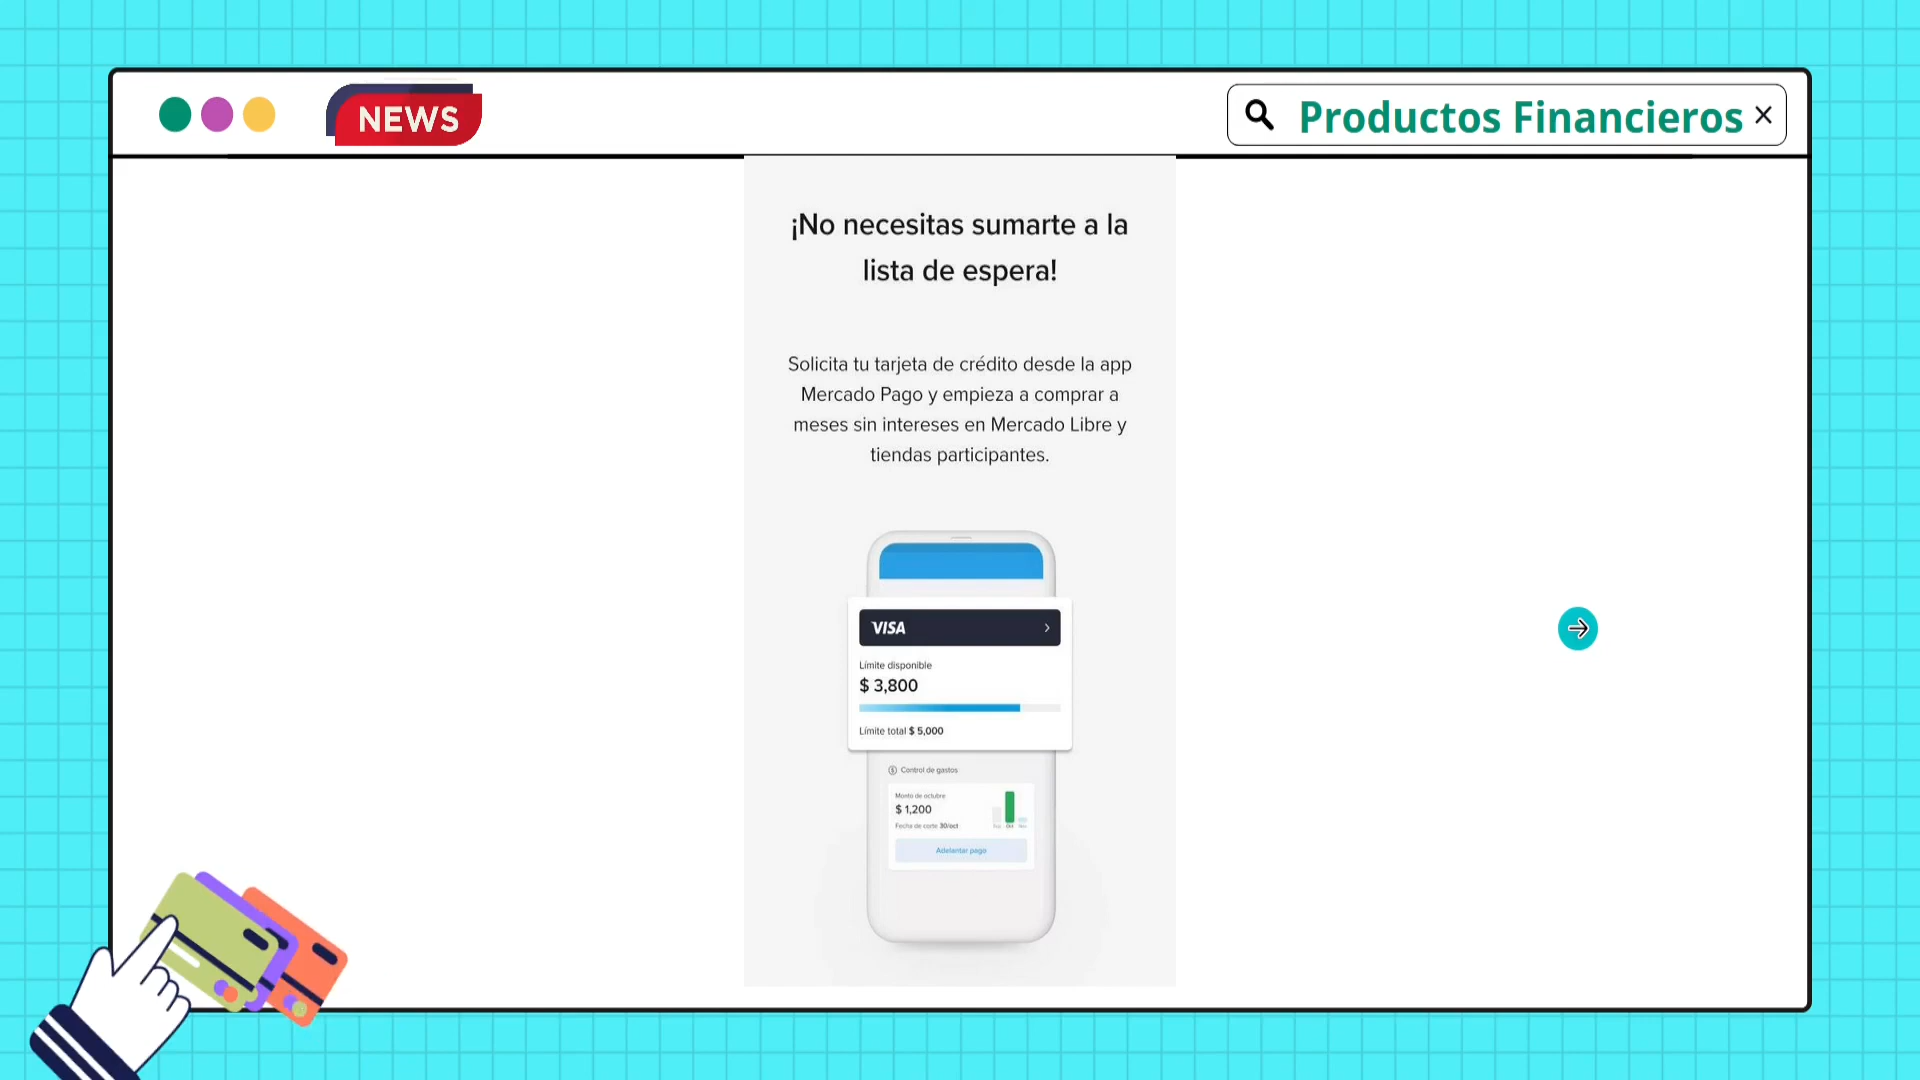 NEWS
Productos Financieros
¡No necesitas sumarte a la
lista de espera!
Solicita tu tarjeta de crédito desde la app
Mercado Pago y empieza a comprar a
meses sin intereses en Mercado Libre y
tiendas participantes.
VISA
Límite disponible
$ 3,800
Límite total $ 5,000
Control de gastos
Monto de octubre
$ 1,200
Fecha de corte 30/oct
Adelantar pago